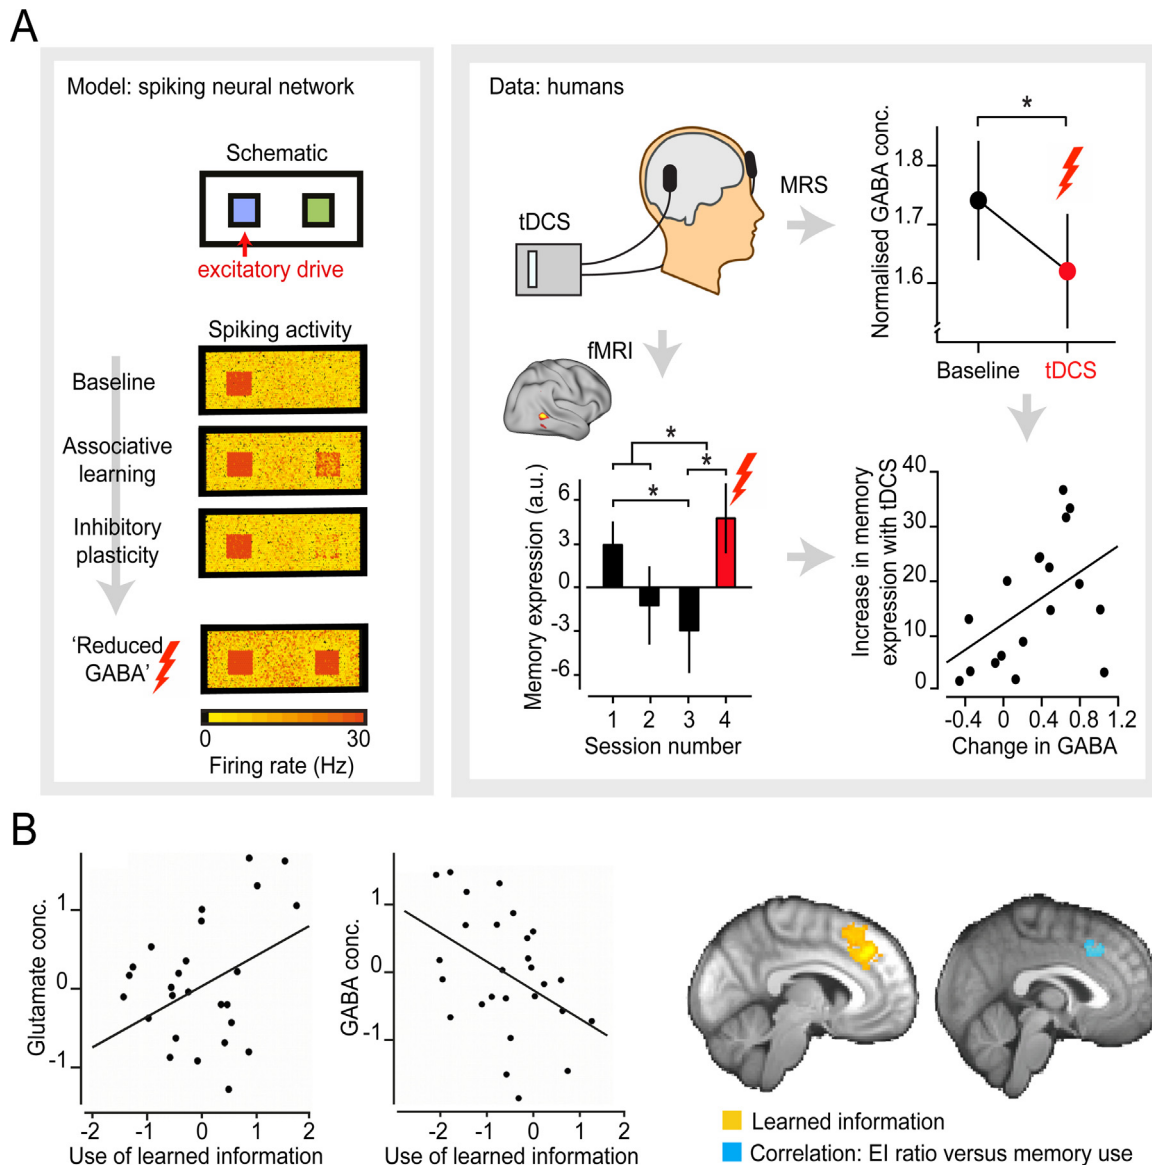 A
Model: spiking neural network
Schematic
excitatory drive
Spiking activity
Baseline
Associative
learning
Inhibitory
plasticity
'Reduced
GABA'
0
30
Firing rate (Hz)
Data: humans
tDCS
MRS
fMRI
Normalised GABA conc.
1.8
1.7
1.6
*
Baseline
tDCS
Memory expression (a.u.)
6
3
0
-3
-6
*
*
*
1 2 3 4
Session number
Increase in memory
expression with tDCS
40
30
20
10
0
-0.4 0 0.4 0.8 1.2
Change in GABA
B
Glutamate conc.
1
0
-1
-2 -1 0 1 2
Use of learned information
GABA conc.
1
0
-1
-2 -1 0 1 2
Use of learned information
Learned information
Correlation: EI ratio versus memory use